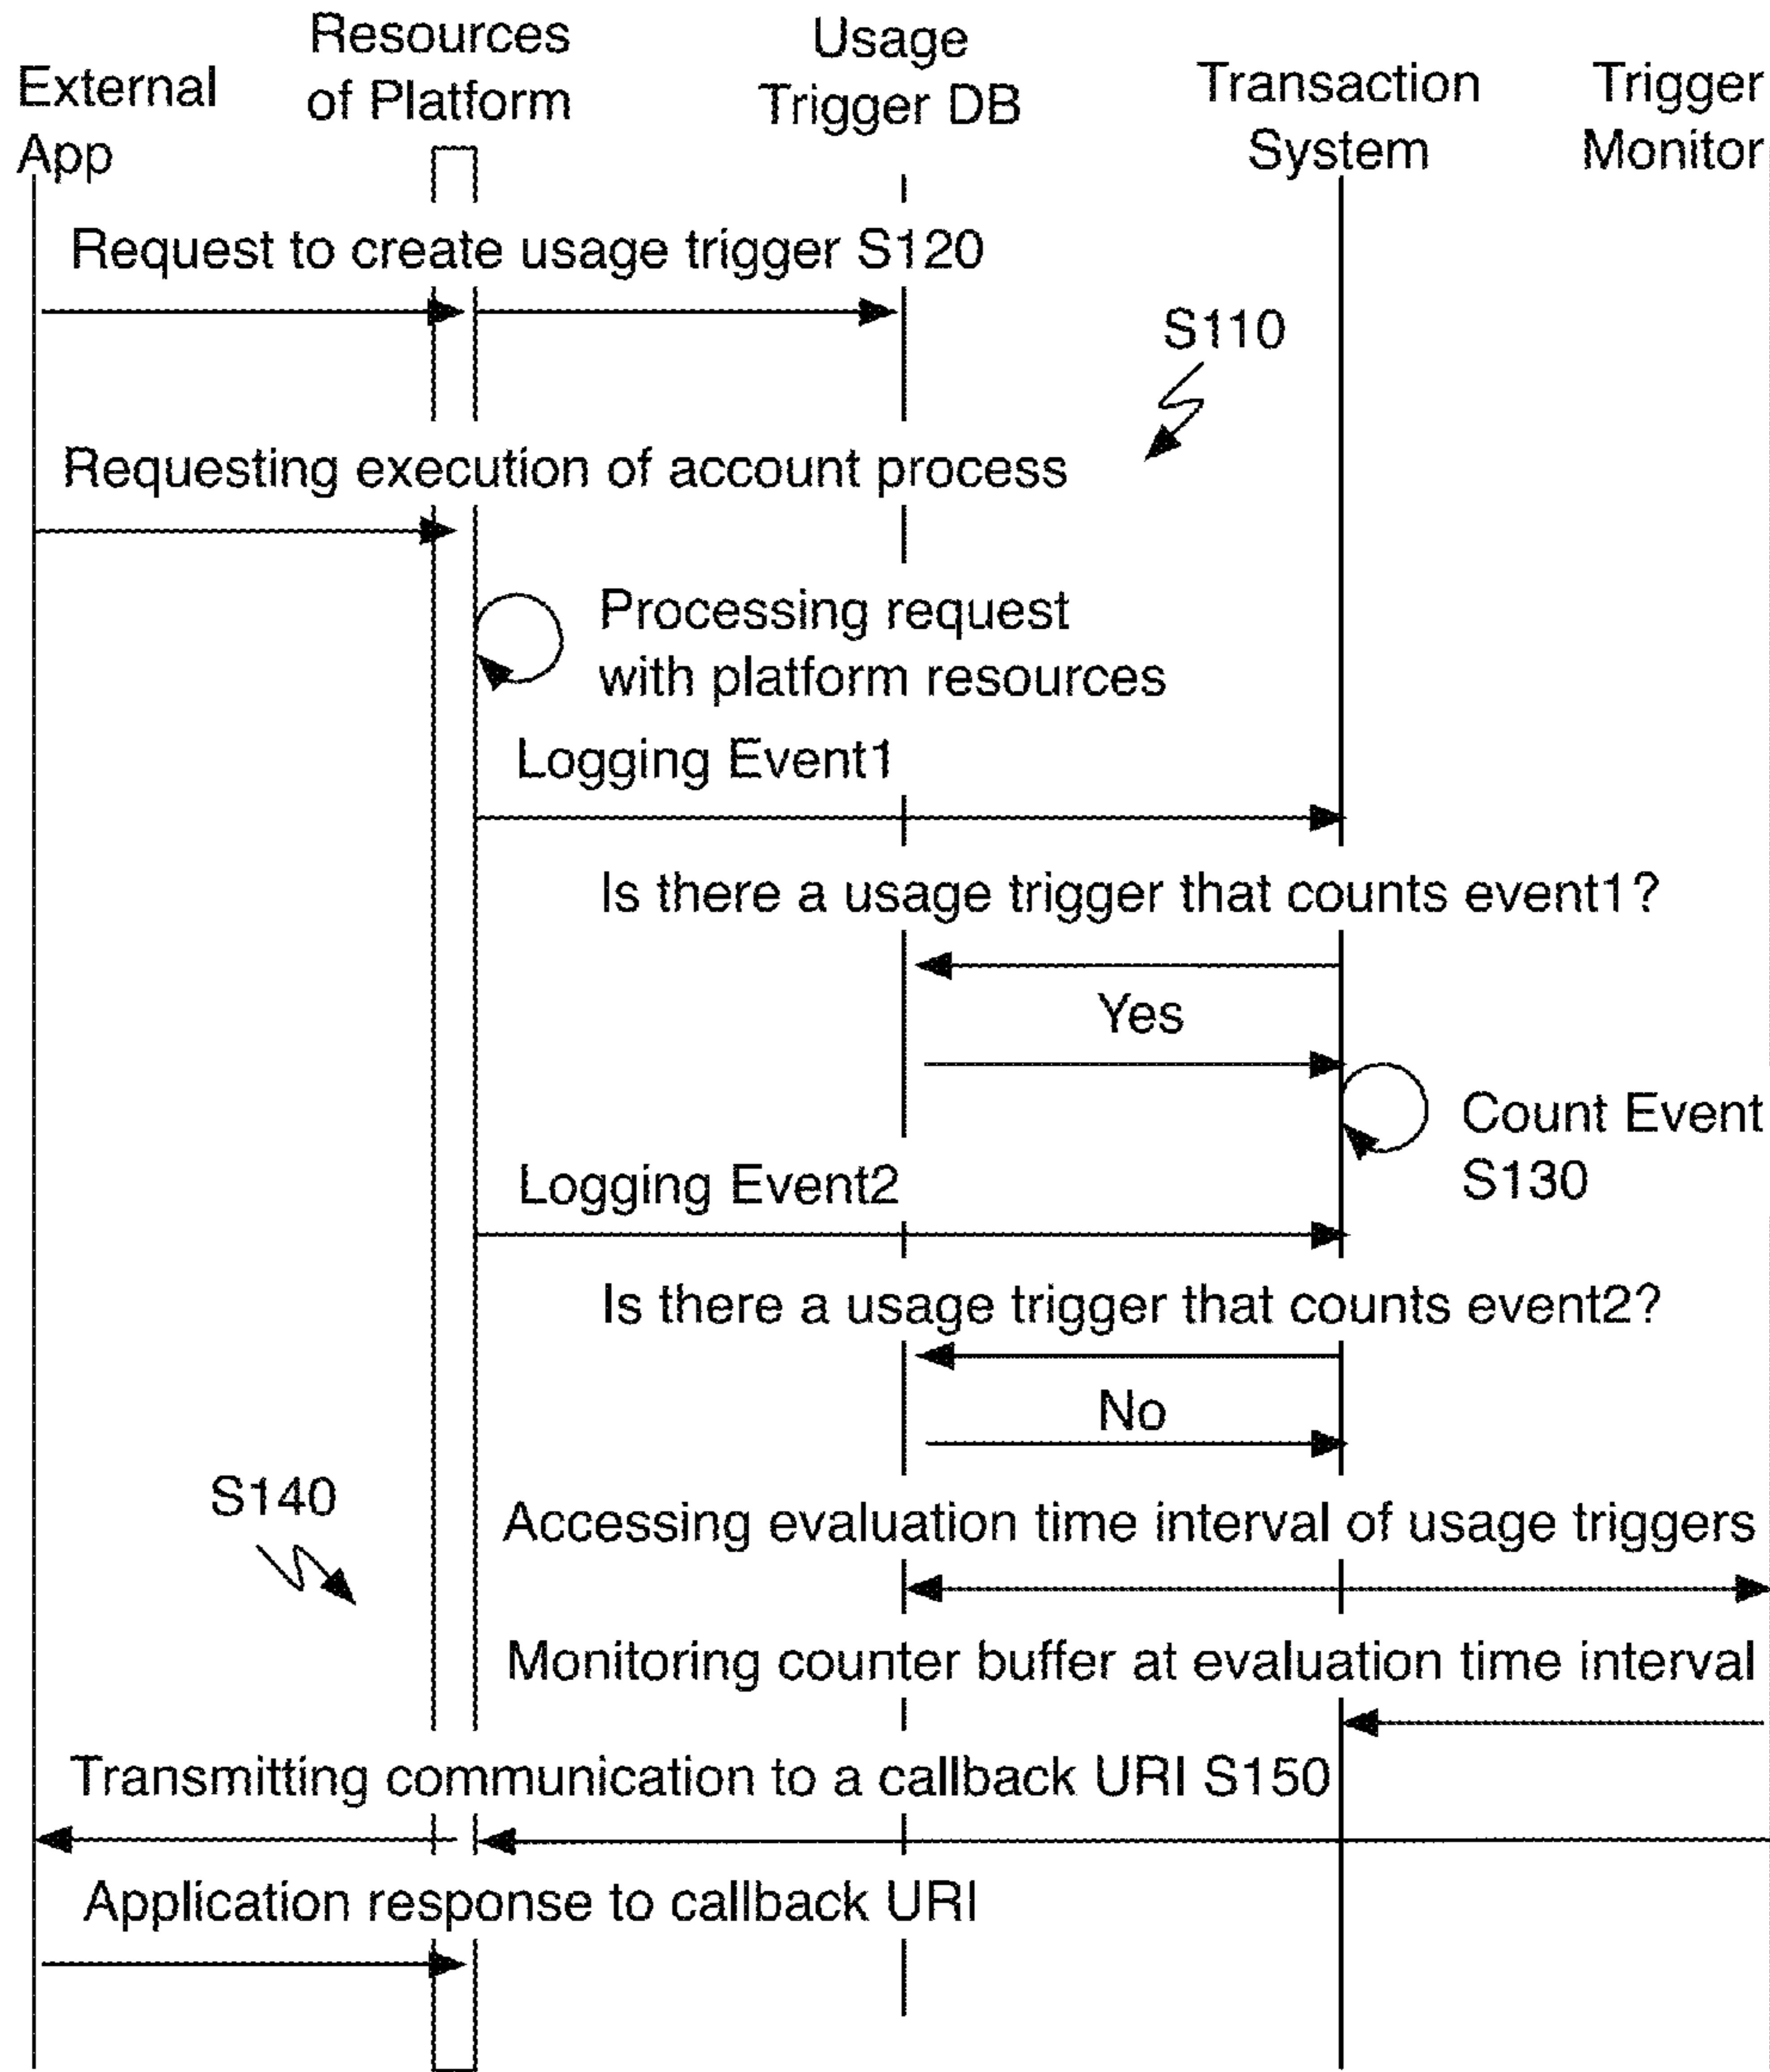 External
App
Resources
of Platform
Usage
Trigger DB
Transaction
System
Trigger
Monitor
Request to create usage trigger S120
S110
Requesting execution of account process
Processing request
with platform resources
Logging Event1
Is there a usage trigger that counts event1?
Yes
Count Event
S130
Logging Event2
Is there a usage trigger that counts event2?
No
S140
Accessing evaluation time interval of usage triggers
Monitoring counter buffer at evaluation time interval
Transmitting communication to a callback URI S150
Application response to callback URI